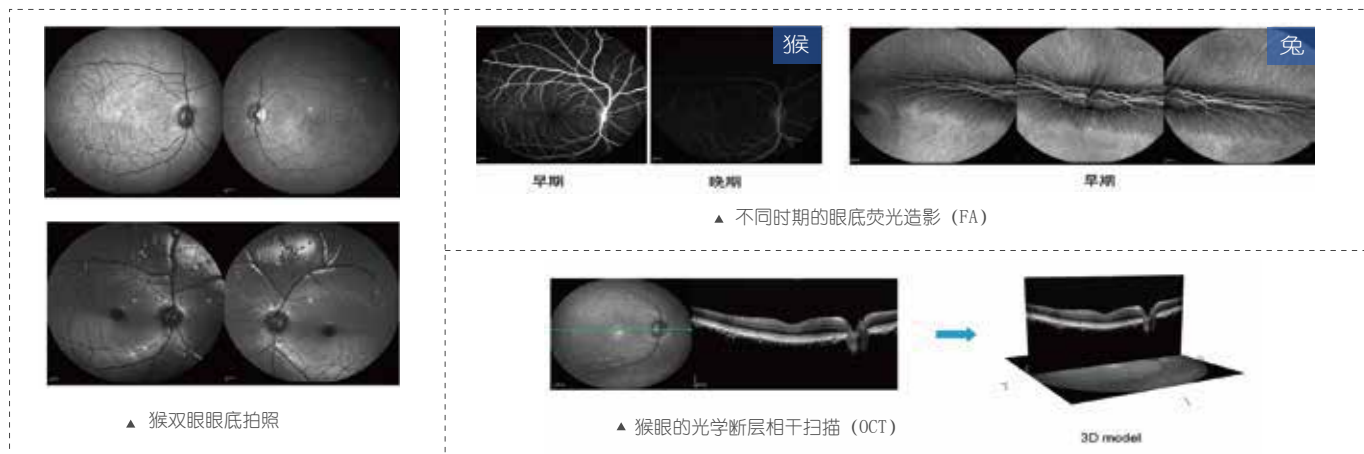 ▲ 猴双眼眼底拍照
猴
兔
早期
晚期
早期
▲ 不同时期的眼底荧光造影 (FA)
▲ 猴眼的光学断层相干扫描 (OCT)
3D model